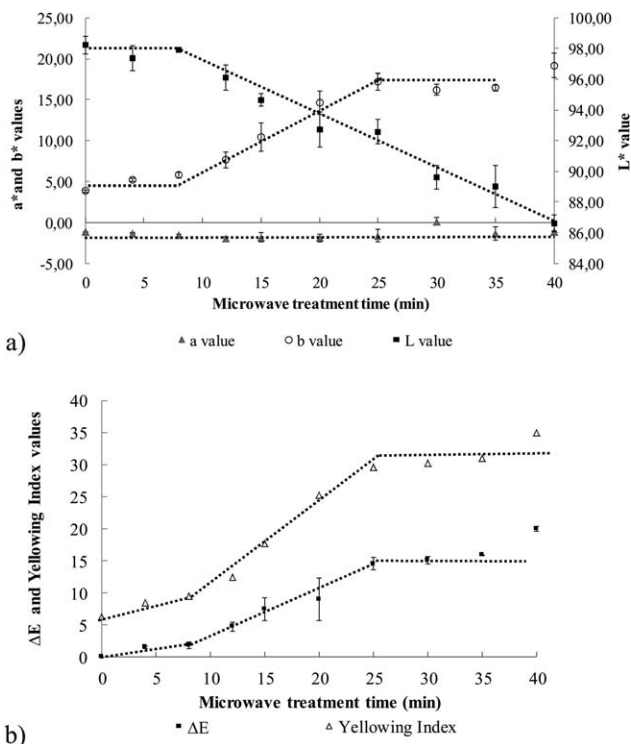 25,00
20,00
15,00
10,00
5,00
0,00
-5,00
a* and b* values
100,00
98,00
96,00
94,00
92,00
90,00
88,00
86,00
84,00
L* value
0 5 10 15 20 25 30 35 40
Microwave treatment time (min)
a)
a value b value L value
40
35
30
25
20
15
10
5
0
ΔE and Yellowing Index values
0 5 10 15 20 25 30 35 40
Microwave treatment time (min)
b)
ΔE Yellowing Index